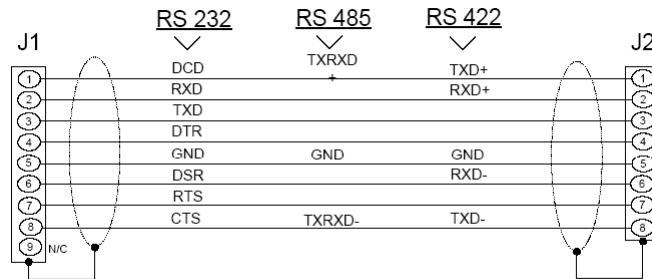 RS 232 RS 485 RS 422
J1 J2
DCD TXRXD TXD+
+
1 1
RXD RXD+
2 2
TXD
3 3
DTR
4 4
GND GND GND
5 5
DSR RXD-
6 6
RTS
7 7
CTS TXRXD- TXD-
8 8
9 N/C